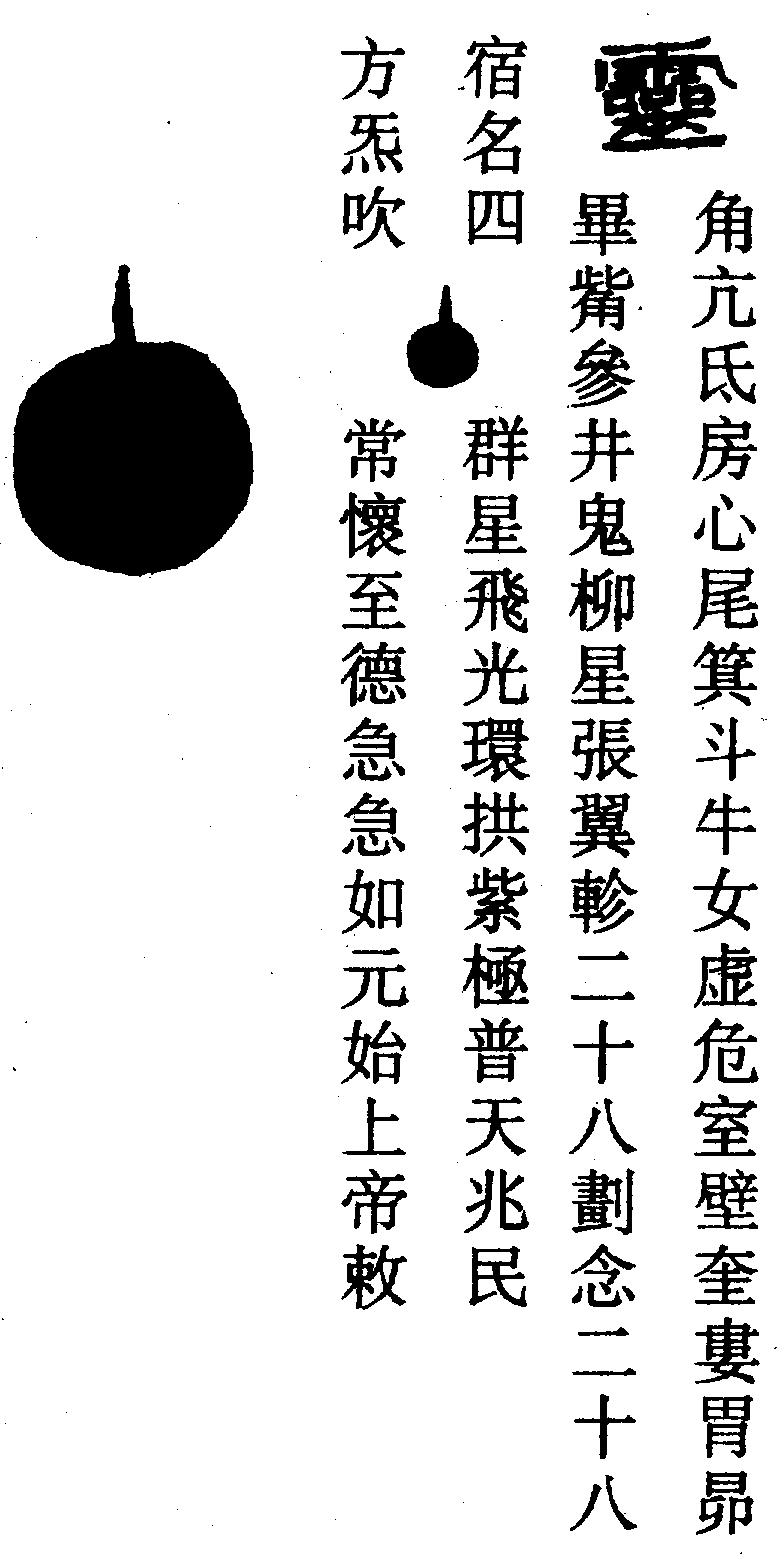 靈
角亢氐房心尾箕斗牛女虛危室壁奎婁胃昴
畢觜參井鬼柳星張翼軫二十八劃念二十八
宿名四
方炁吹
群星飛光環拱紫極普天兆民
常懷至德急急如元始上帝敕